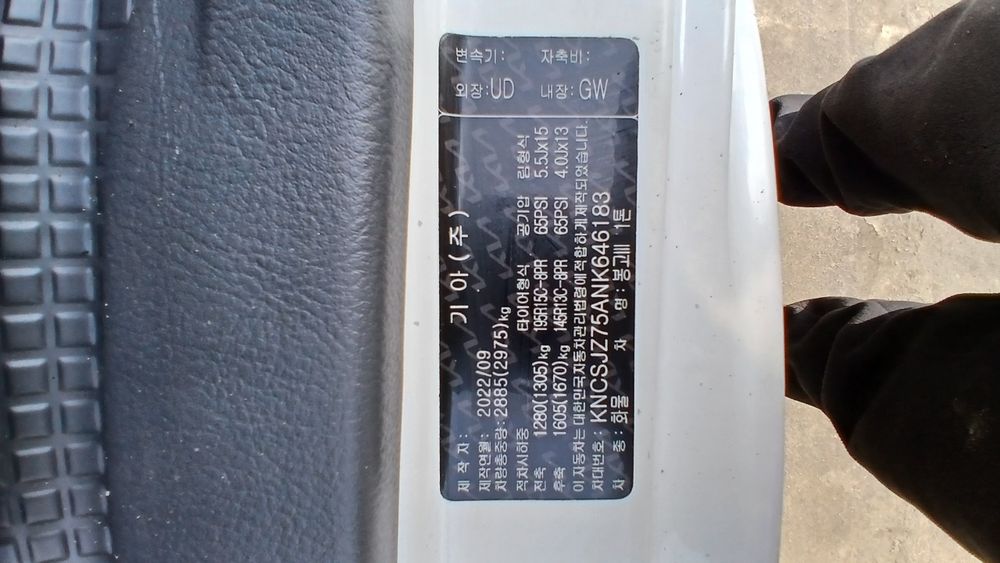 변속기:
자축비:
외장:UD
내장:GW
제 작 자: 기 아 ( 주 )
제작연월: 2022/09
차량총중량: 2885(2975)kg
적차시하중 타이어형식 공기압 림형식
전축 1280(1305)kg 195R15C-8PR 65PSI 5.5Jx15
후축 1605(1670)kg 145R13C-8PR 65PSI 4.0Jx13
이 자동차는 대한민국자동차관리법령에 적합하게 제작되었습니다.
차대번호: KNCSJZ75ANK646183
차 종: 화물 차 명: 봉고III 1톤